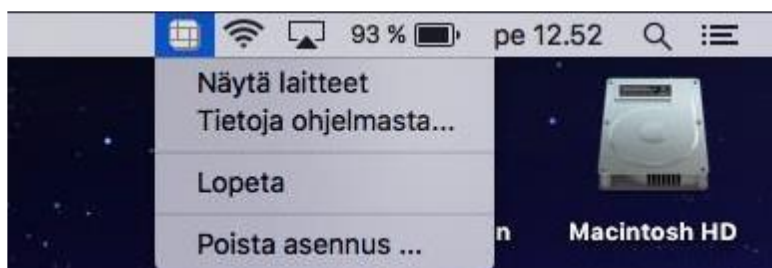 93 % pe 12.52
Näytä laitteet
Tietoja ohjelmasta...
Lopeta
Poista asennus ...
n Macintosh HD